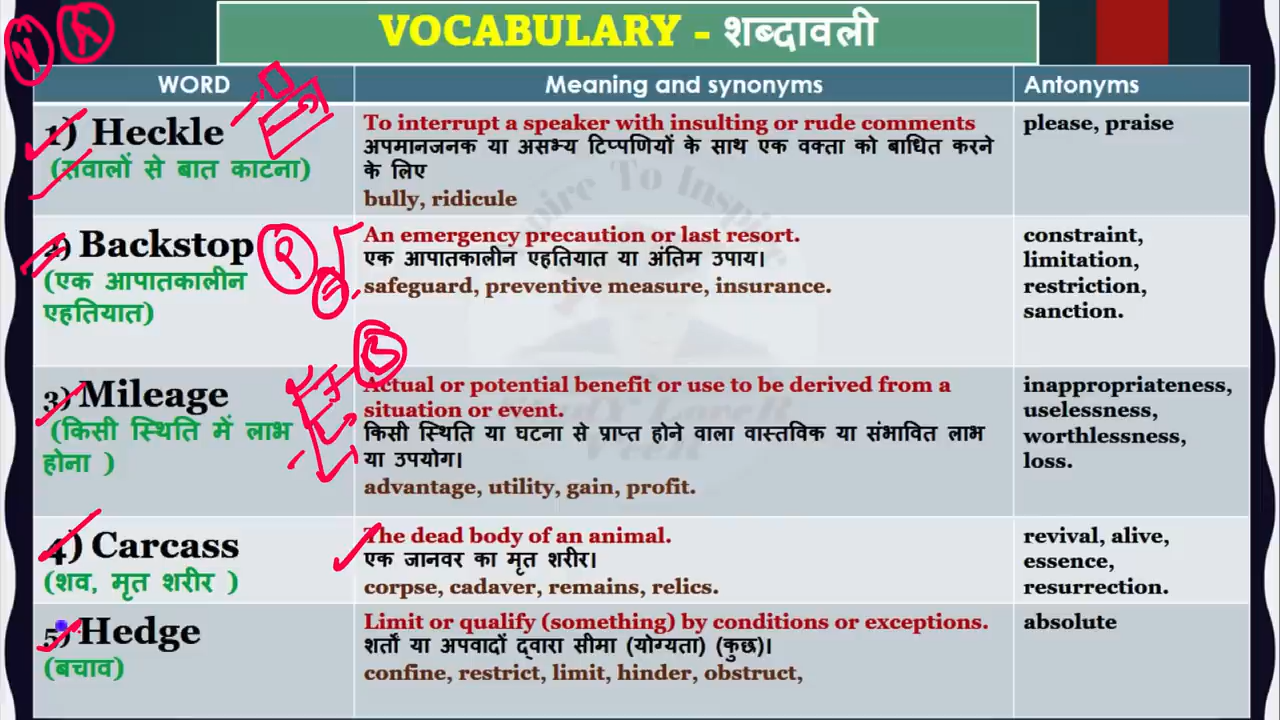 VOCABULARY - शब्दावली
WORD
Meaning and synonyms
Antonyms
1) Heckle
(सवालों से बात काटना)
To interrupt a speaker with insulting or rude comments
अपमानजनक या असभ्य टिप्पणियों के साथ एक वक्ता को बाधित करने
के लिए
bully, ridicule
please, praise
2) Backstop
(एक आपातकालीन
एहतियात)
An emergency precaution or last resort.
एक आपातकालीन एहतियात या अंतिम उपाय।
safeguard, preventive measure, insurance.
constraint,
limitation,
restriction,
sanction.
3) Mileage
(किसी स्थिति में लाभ
होना )
Actual or potential benefit or use to be derived from a
situation or event.
किसी स्थिति या घटना से प्राप्त होने वाला वास्तविक या संभावित लाभ
या उपयोग।
advantage, utility, gain, profit.
inappropriateness,
uselessness,
worthlessness,
loss.
4) Carcass
(शव, मृत शरीर )
The dead body of an animal.
एक जानवर का मृत शरीर।
corpse, cadaver, remains, relics.
revival, alive,
essence,
resurrection.
5) Hedge
(बचाव)
Limit or qualify (something) by conditions or exceptions.
शर्तों या अपवादों द्वारा सीमा (योग्यता) (कुछ)।
confine, restrict, limit, hinder, obstruct,
absolute